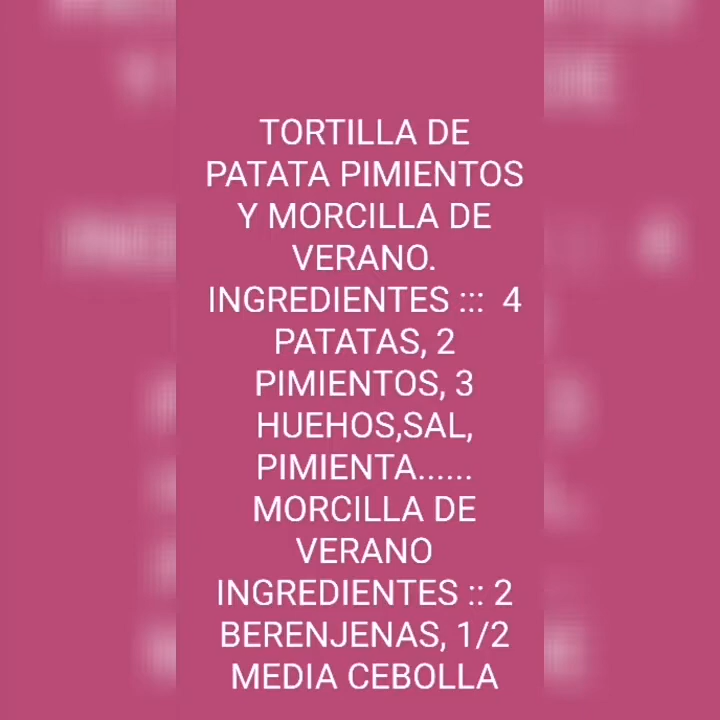 TORTILLA DE
PATATA PIMIENTOS
Y MORCILLA DE
VERANO.
INGREDIENTES ::: 4
PATATAS, 2
PIMIENTOS, 3
HUEHOS,SAL,
PIMIENTA......
MORCILLA DE
VERANO
INGREDIENTES :: 2
BERENJENAS, 1/2
MEDIA CEBOLLA